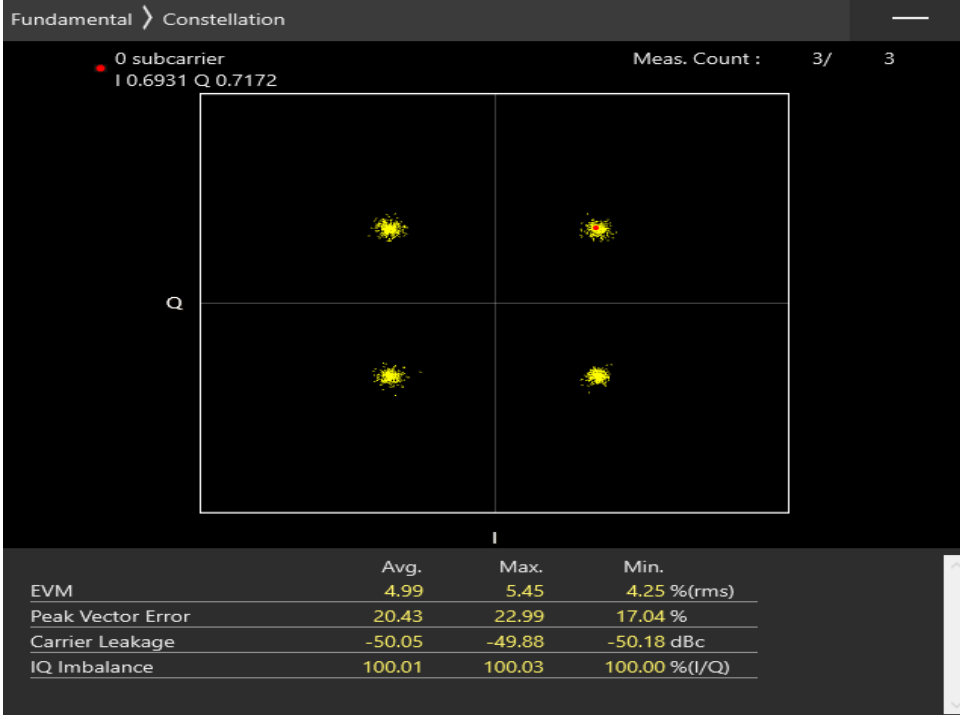 Fundamental 〉 Constellation
0 subcarrier
I 0.6931 Q 0.7172
Meas. Count : 3/ 3
Q
I
Avg. Max. Min.
EVM 4.99 5.45 4.25 %(rms)
Peak Vector Error 20.43 22.99 17.04 %
Carrier Leakage -50.05 -49.88 -50.18 dBc
IQ Imbalance 100.01 100.03 100.00 %(I/Q)